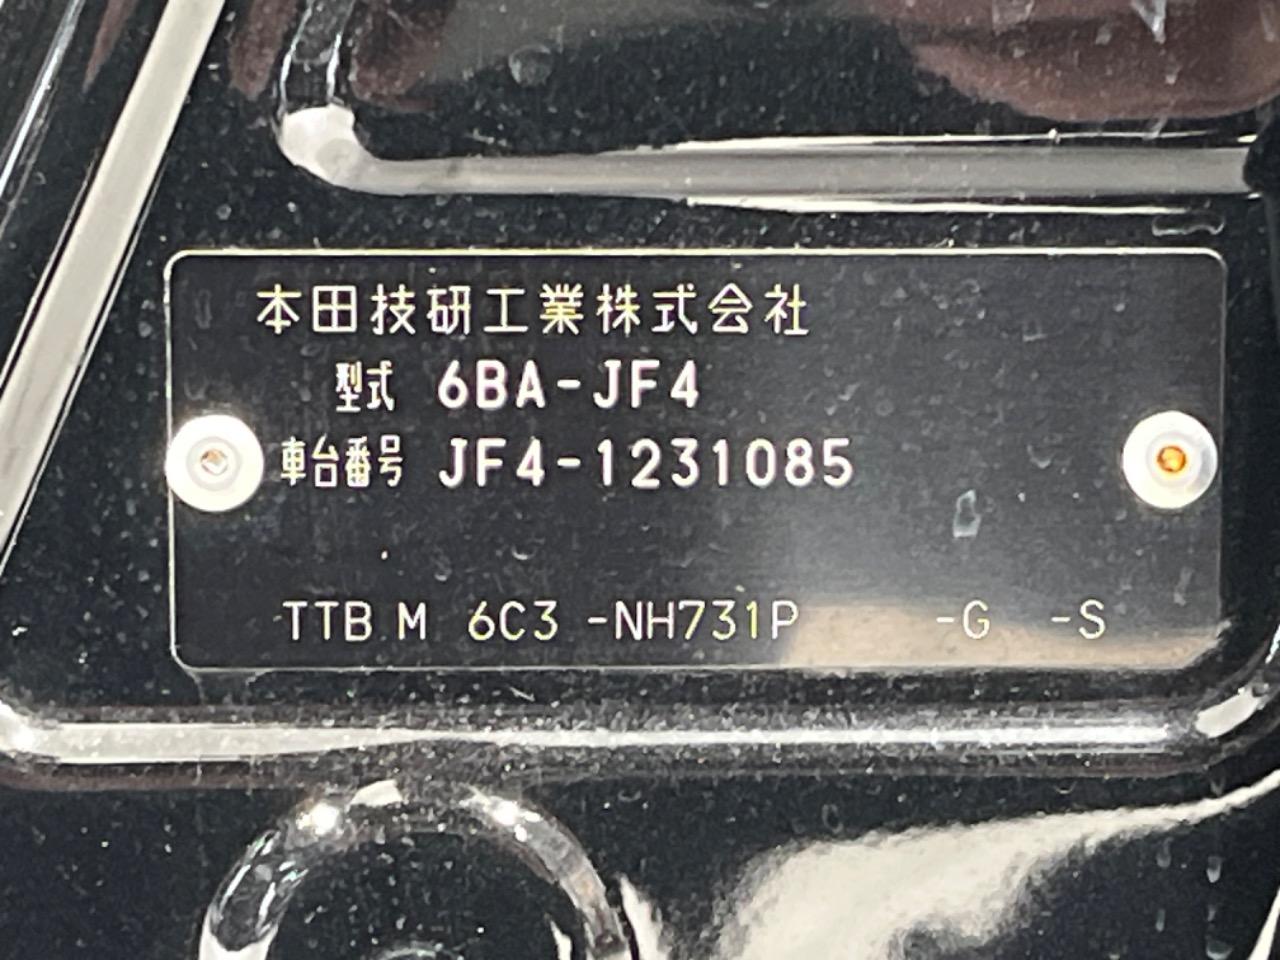 本田技研工業株式会社
型式 6BA-JF4
車台番号 JF4-1231085
TTB M 6C3 -NH731P -G -S